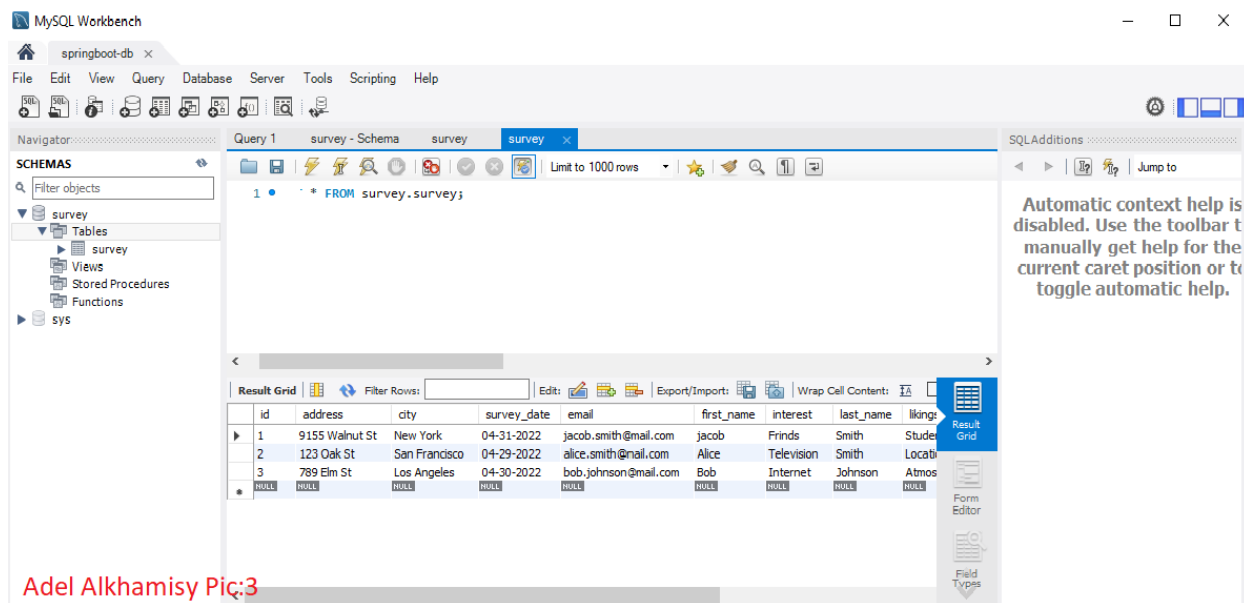 MySQL Workbench
springboot-db
File Edit View Query Database Server Tools Scripting Help
Navigator
SCHEMAS
Filter objects
survey
Tables
survey
Views
Stored Procedures
Functions
sys
Query 1 survey - Schema survey survey
Limit to 1000 rows
1 * FROM survey.survey;
SQLAdditions
Jump to
Automatic context help is
disabled. Use the toolbar t
manually get help for the
current caret position or to
toggle automatic help.
Result Grid Filter Rows: Edit: Export/Import: Wrap Cell Content:
id address city survey_date email first_name interest last_name likings
1 9155 Walnut St New York 04-31-2022 jacob.smith@mail.com jacob Frinds Smith Studen
2 123 Oak St San Francisco 04-29-2022 alice.smith@nail.com Alice Television Smith Locati
3 789 Elm St Los Angeles 04-30-2022 bob.johnson@mail.com Bob Internet Johnson Atmos
NULL NULL NULL NULL NULL NULL NULL NULL NULL
Result
Grid
Form
Editor
Field
Types
Adel Alkhamisy Pic:3